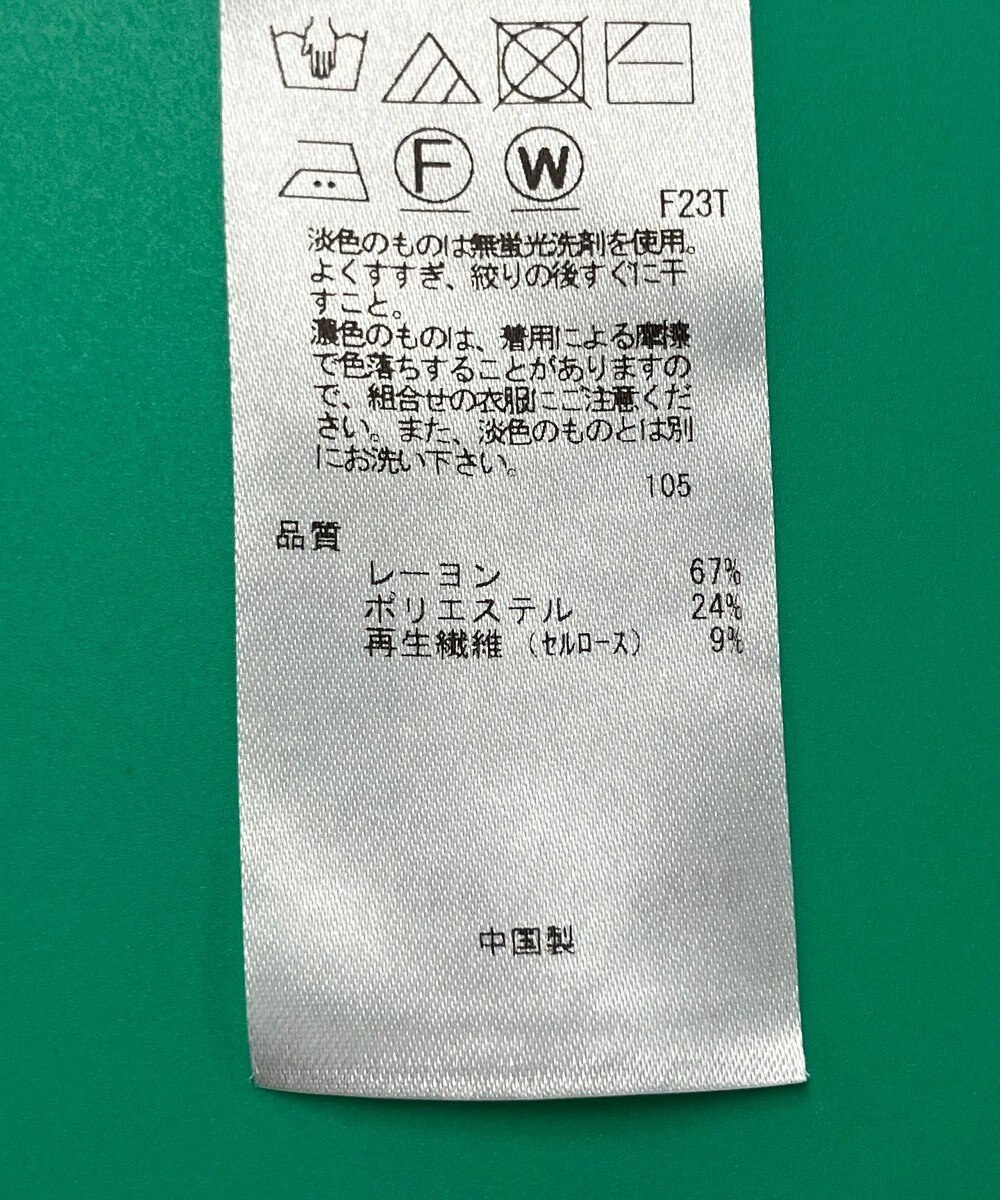 F W F23T
淡色のものは無蛍光洗剤を使用。
よくすすぎ、絞りの後すぐに干
すこと。
濃色のものは、着用による摩擦
で色落ちすることがありますの
で、組合せの衣服にご注意くだ
さい。また、淡色のものとは別
にお洗い下さい。
105
品質
レーヨン 67%
ポリエステル 24%
再生繊維（セルロース） 9%
中国製